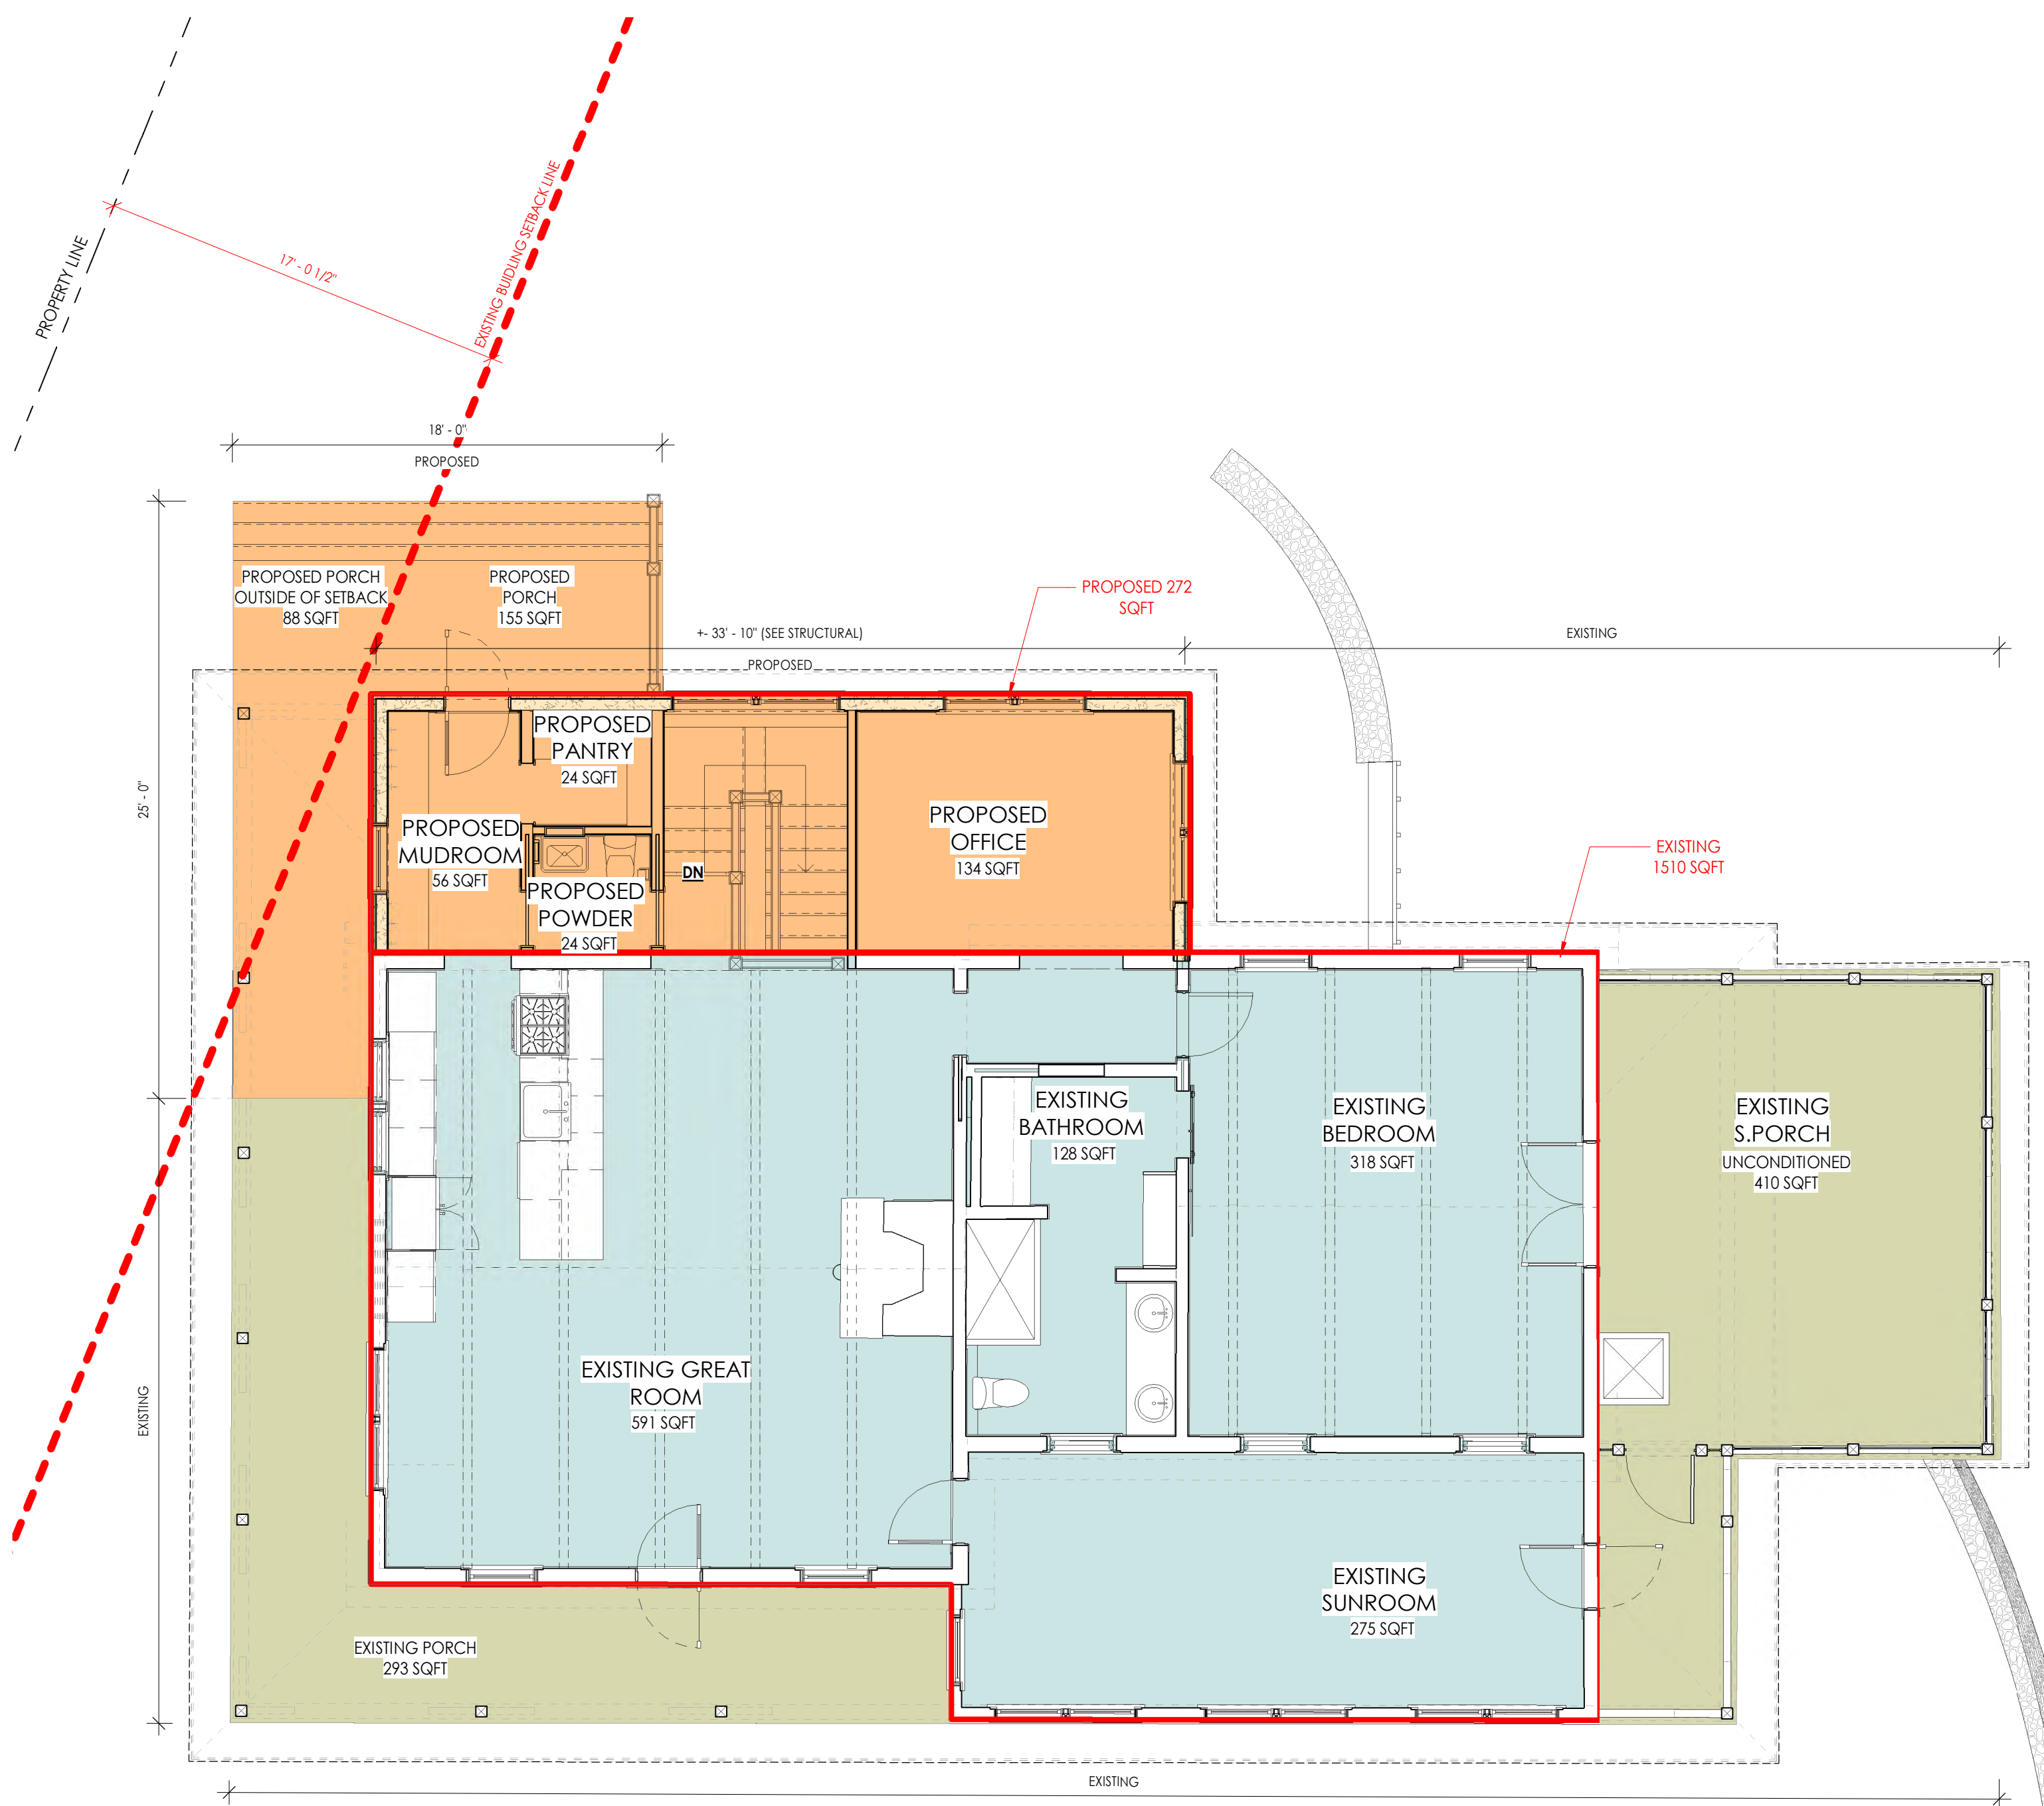 PROPERTY LINE
17' - 0 1/2"
EXISTING BUIDLING SETBACK LINE
18' - 0"
PROPOSED
PROPOSED PORCH
OUTSIDE OF SETBACK
88 SQFT
PROPOSED
PORCH
155 SQFT
PROPOSED 272
SQFT
+- 33' - 10" (SEE STRUCTURAL)
PROPOSED
EXISTING
25' - 0"
PROPOSED
PANTRY
24 SQFT
PROPOSED
MUDROOM
56 SQFT
PROPOSED
POWDER
24 SQFT
DN
PROPOSED
OFFICE
134 SQFT
EXISTING
1510 SQFT
EXISTING
BATHROOM
128 SQFT
EXISTING
BEDROOM
318 SQFT
EXISTING
S.PORCH
UNCONDITIONED
410 SQFT
EXISTING GREAT
ROOM
591 SQFT
EXISTING
EXISTING
SUNROOM
275 SQFT
EXISTING PORCH
293 SQFT
EXISTING